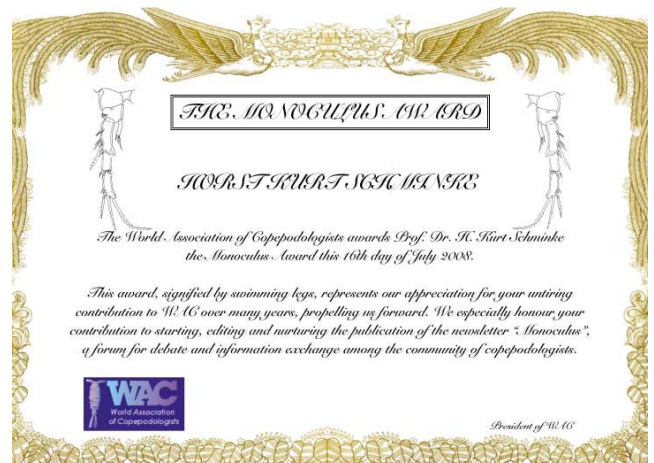 THE MONOCULUS AWARD
HORST KURT SCHMINKE
The World Association of Copepodologists awards Prof. Dr. H. Kurt Schminke
the Monoculus Award this 16th day of July 2008.
This award, signified by swimming legs, represents our appreciation for your untiring
contribution to WAC over many years, propelling us forward. We especially honour your
contribution to starting, editing and nurturing the publication of the newsletter “Monoculus”,
a forum for debate and information exchange among the community of copepodologists.
WAC
World Association
of Copepodologists
President of WAC